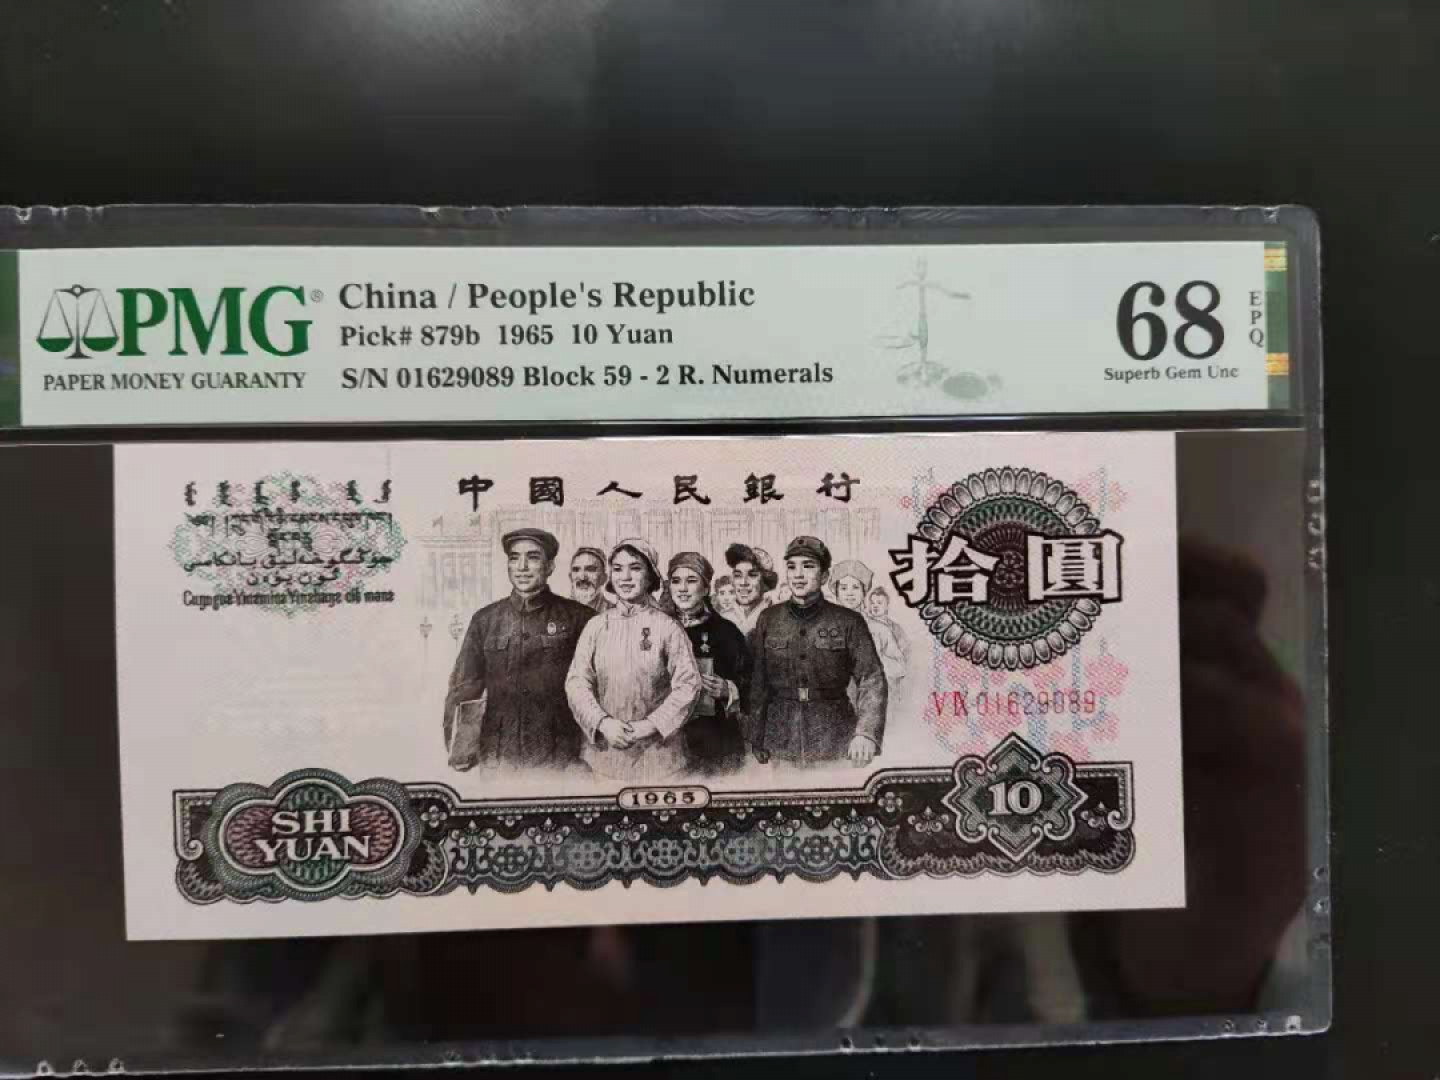 PMG®
PAPER MONEY GUARANTY
China / People's Republic
Pick# 879b 1965 10 Yuan
S/N 01629089 Block 59 - 2 R. Numerals
68
EPQ
Superb Gem Unc
中國人民銀行
拾圓
VIX 01629089
1965
SHI
YUAN
10